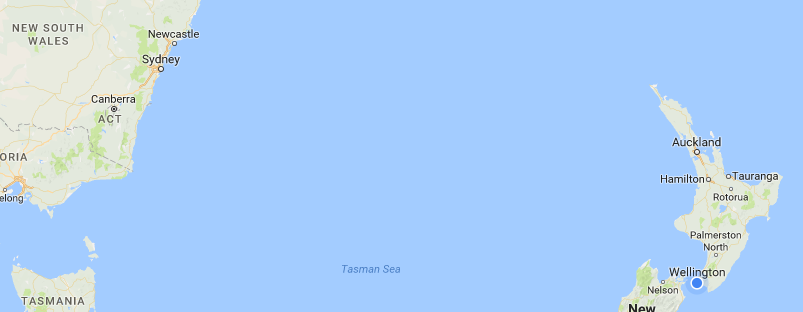 NEW SOUTH
WALES
Newcastle
Sydney
Canberra
ACT
ORIA
elong
TASMANIA
Tasman Sea
Auckland
Hamilton
Tauranga
Rotorua
Palmerston
North
Wellington
Nelson
New